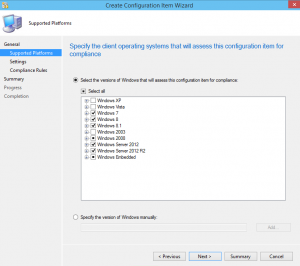 Create Configuration Item Wizard
Supported Platforms
General
Supported Platforms
Settings
Compliance Rules
Summary
Progress
Completion
Specify the client operating systems that will assess this configuration item for
compliance
Select the versions of Windows that will assess this configuration item for compliance:
Select all
Windows XP
Windows Vista
Windows 7
Windows 8
Windows 8.1
Windows 2003
Windows 2008
Windows Server 2012
Windows Server 2012 R2
Windows Embedded
Specify the version of Windows manually:
Add
< Previous
Next >
Summary
Cancel